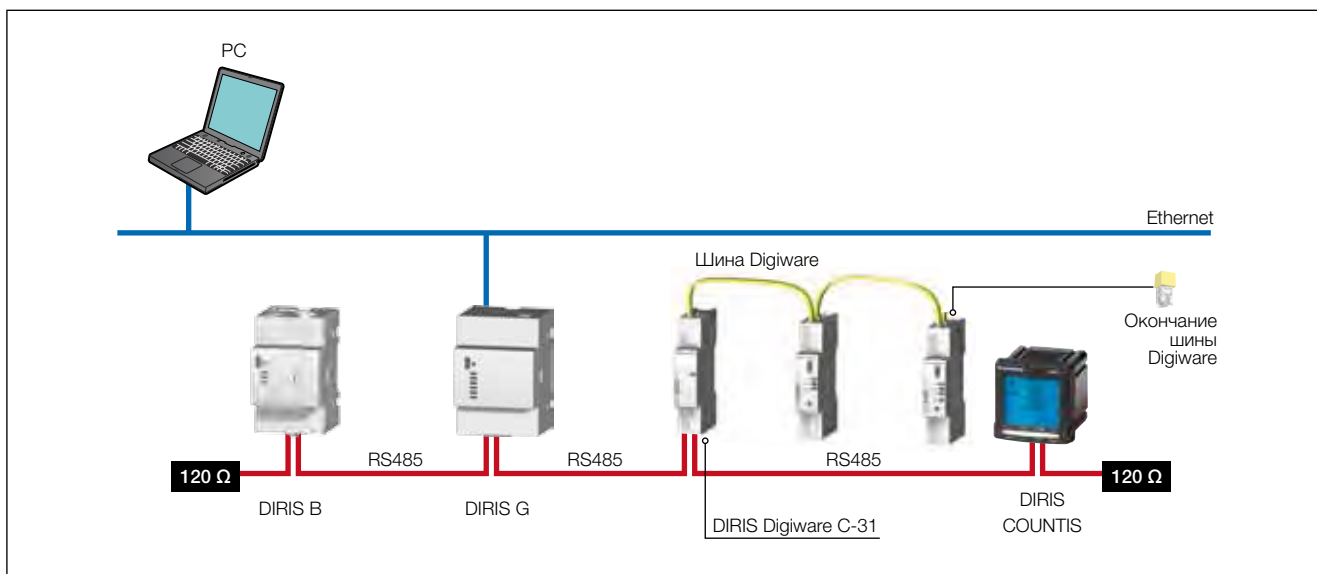 PC
Ethernet
Шина Digiware
Окончание
шины
Digiware
RS485
RS485
RS485
120 Ω
120 Ω
DIRIS B
DIRIS G
DIRIS
COUNTIS
DIRIS Digiware C-31